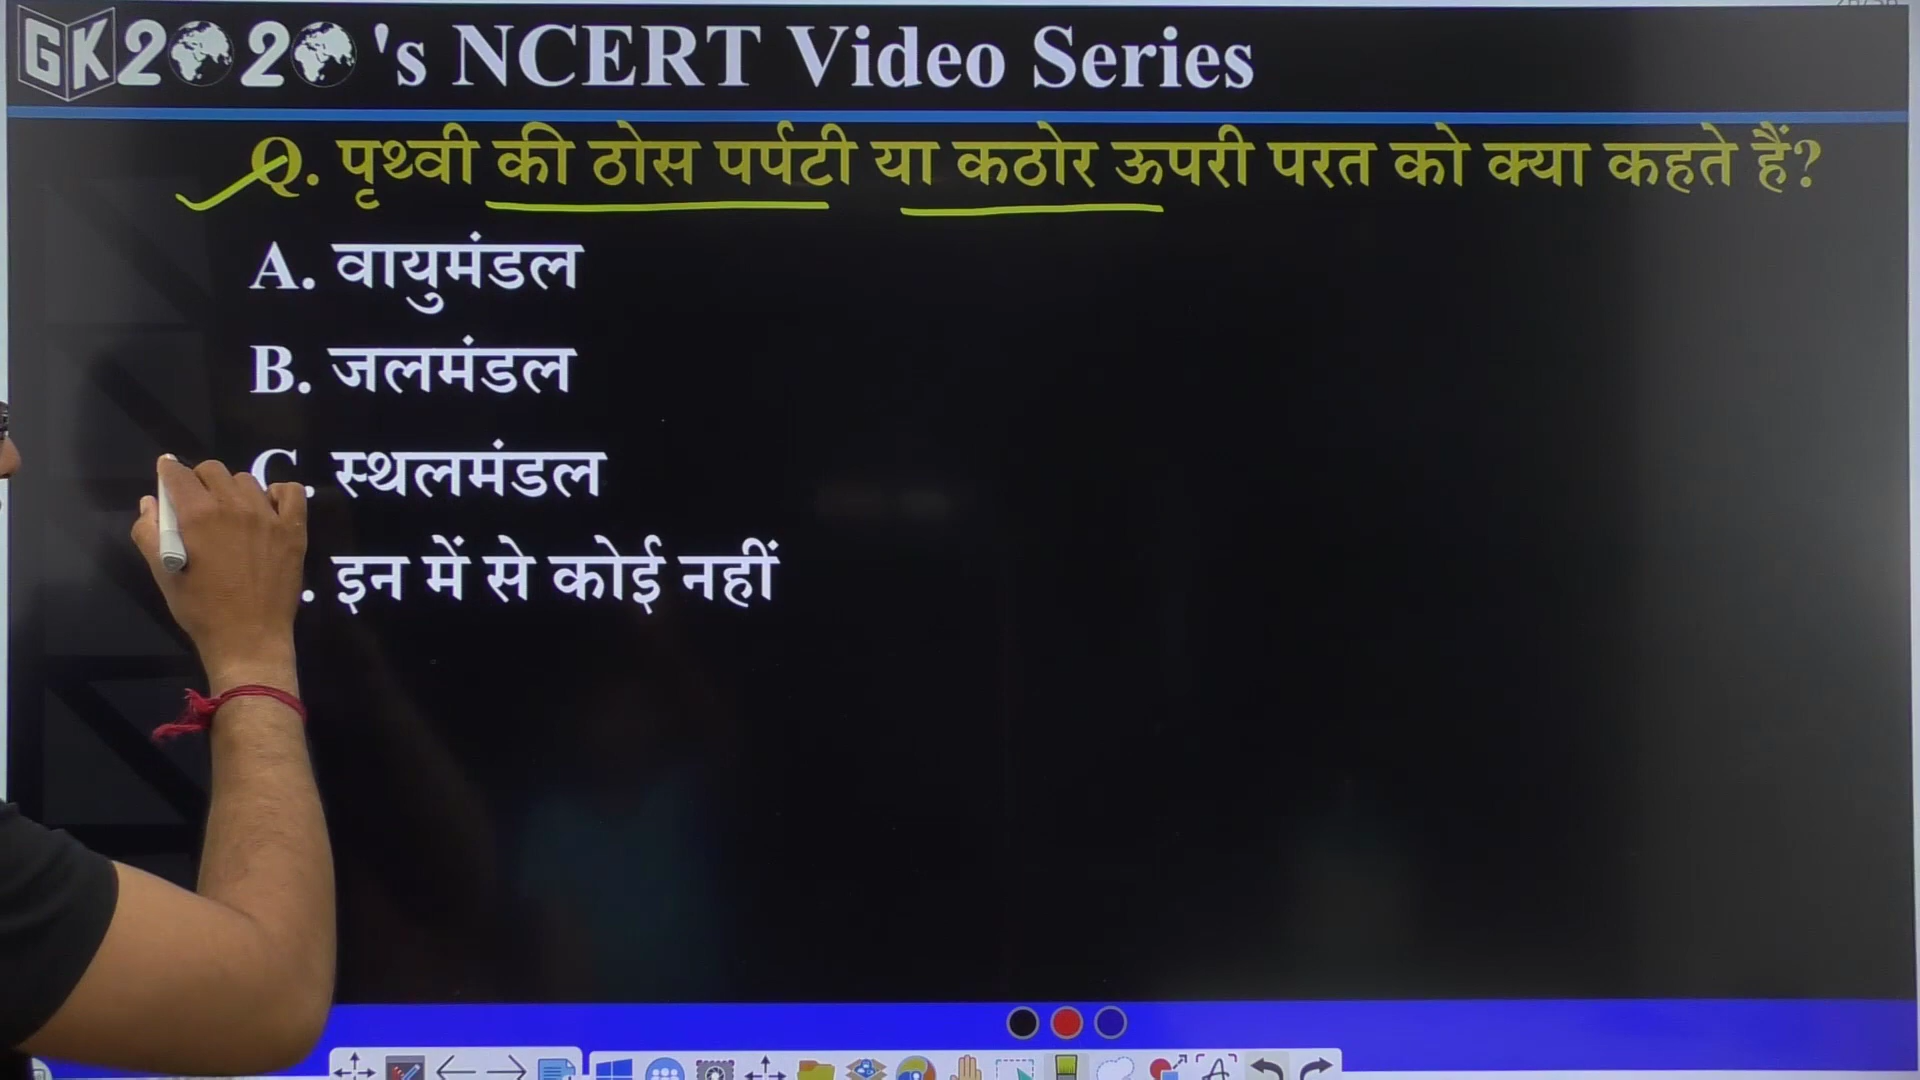 GK2020's NCERT Video Series
Q. पृथ्वी की ठोस पर्पटी या कठोर ऊपरी परत को क्या कहते हैं?
A. वायुमंडल
B. जलमंडल
C. स्थलमंडल
. इन में से कोई नहीं